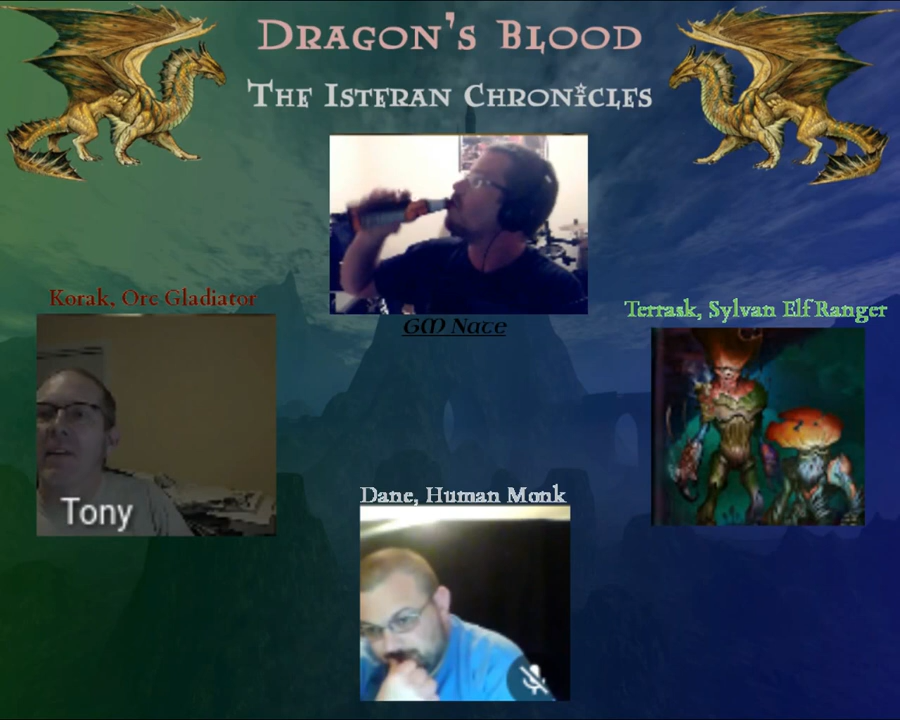 Dragon's Blood
The Isteran Chronicles
GM Nate
Korak, Orc Gladiator
Terrask, Sylvan Elf Ranger
Tony
Dane, Human Monk